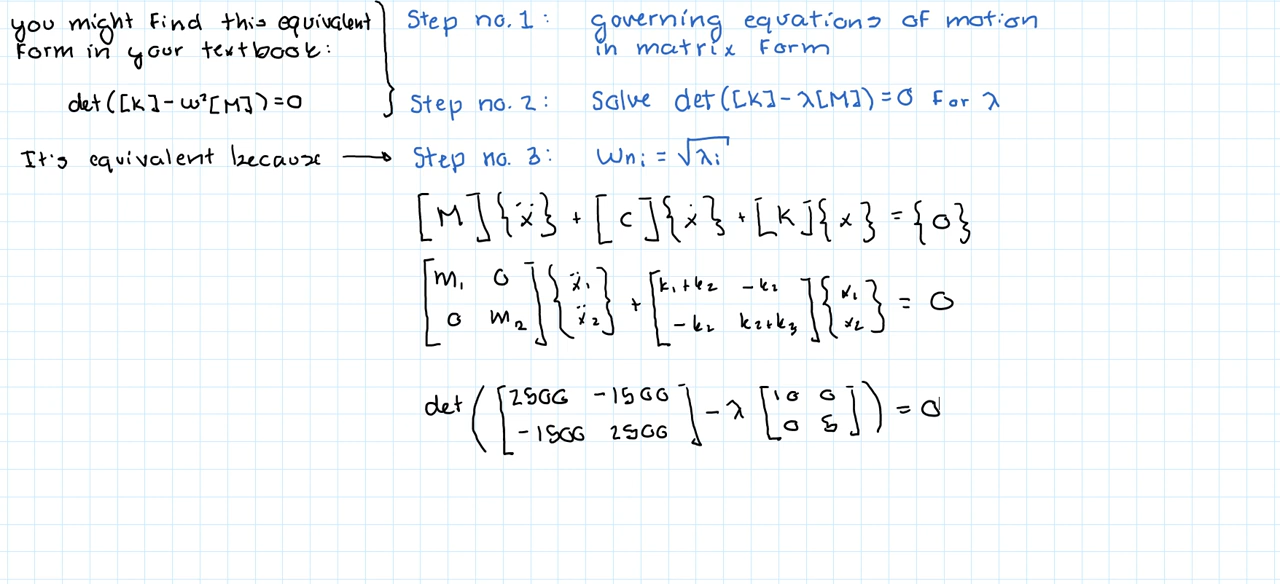 you might find this equivalent
form in your textbook:
det([K]-ω²[M])=0
It's equivalent because →
Step no. 1: governing equations of motion
in matrix form
Step no. 2: Solve det([K]-λ[M])=0 for λ
Step no. 3: ωn_i = √λ_i
[M]{ẍ} + [c]{ẋ} + [K]{x} = {0}
[m₁ 0; 0 m₂]{ẍ₁; ẍ₂} + [k₁+k₂ -k₂; -k₂ k₂+k₃]{x₁; x₂} = 0
det([2500 -1500; -1500 2500] - λ[10 0; 0 5]) = 0